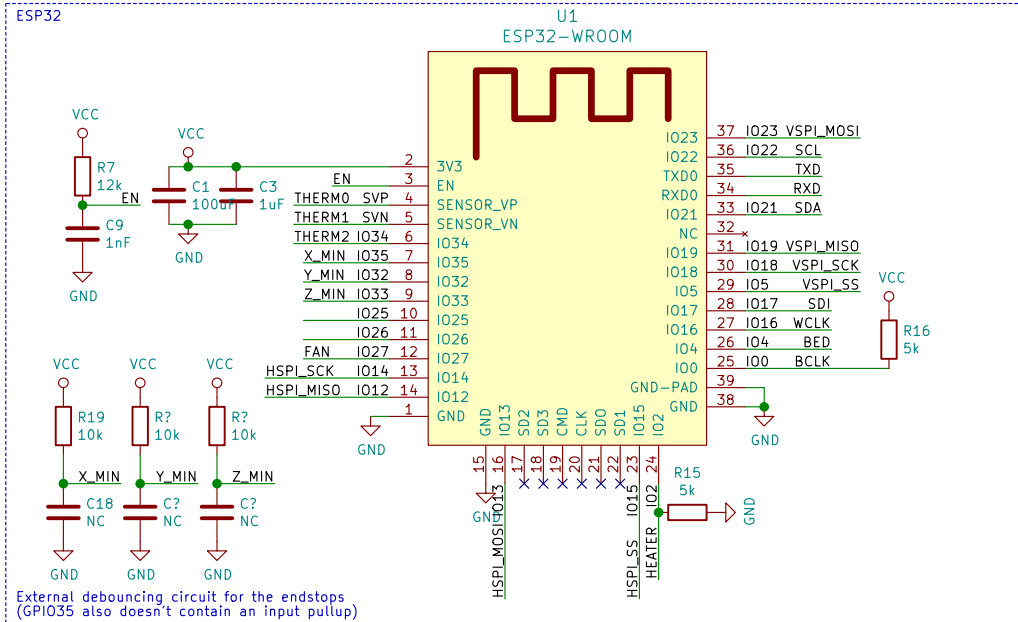 ESP32
U1
ESP32-WROOM
VCC
R7
12k
EN
C9
1nF
GND
VCC
C1
100uF
C3
1uF
GND
2 3V3
EN 3 EN
THERM0 SVP 4 SENSOR_VP
THERM1 SVN 5 SENSOR_VN
THERM2 IO34 6 IO34
X_MIN IO35 7 IO35
Y_MIN IO32 8 IO32
Z_MIN IO33 9 IO33
IO25 10 IO25
IO26 11 IO26
FAN IO27 12 IO27
HSPI_SCK IO14 13 IO14
HSPI_MISO IO12 14 IO12
1 GND
GND
IO23 37 IO23 VSPI_MOSI
IO22 36 IO22 SCL
TXD0 35 TXD
RXD0 34 RXD
IO21 33 IO21 SDA
NC 32
IO19 31 IO19 VSPI_MISO
IO18 30 IO18 VSPI_SCK
IO5 29 IO5 VSPI_SS
IO17 28 IO17 SDI
IO16 27 IO16 WCLK
IO4 26 IO4 BED
IO0 25 IO0 BCLK
GND-PAD 39
GND 38
GND
VCC
R16
5k
GND 15
GND
IO13 16 IO13 HSPI_MOSI
SD2 17
SD3 18
CMD 19
CLK 20
SD0 21
SD1 22
IO15 23 IO15 HSPI_SS
IO2 24 IO2 HEATER
R15
5k
GND
VCC
R19
10k
X_MIN
C18
NC
GND
VCC
R?
10k
Y_MIN
C?
NC
GND
VCC
R?
10k
Z_MIN
C?
NC
GND
External debouncing circuit for the endstops
(GPIO35 also doesn't contain an input pullup)